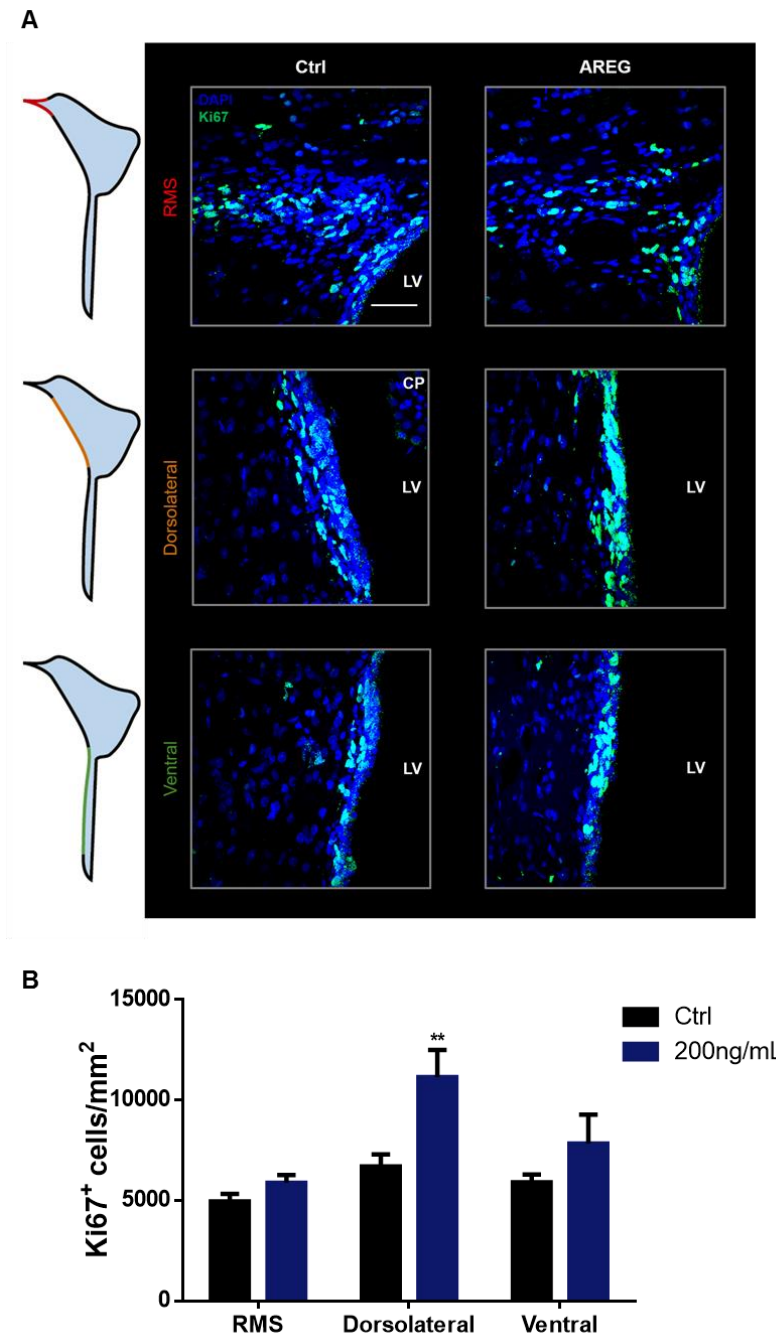 A
Ctrl AREG
DAPI
Ki67
RMS
LV
LV
Dorsolateral
CP
LV
LV
Ventral
LV
LV
B
Ki67+ cells/mm2
15000
10000
5000
0
**
Ctrl
200ng/mL
RMS Dorsolateral Ventral